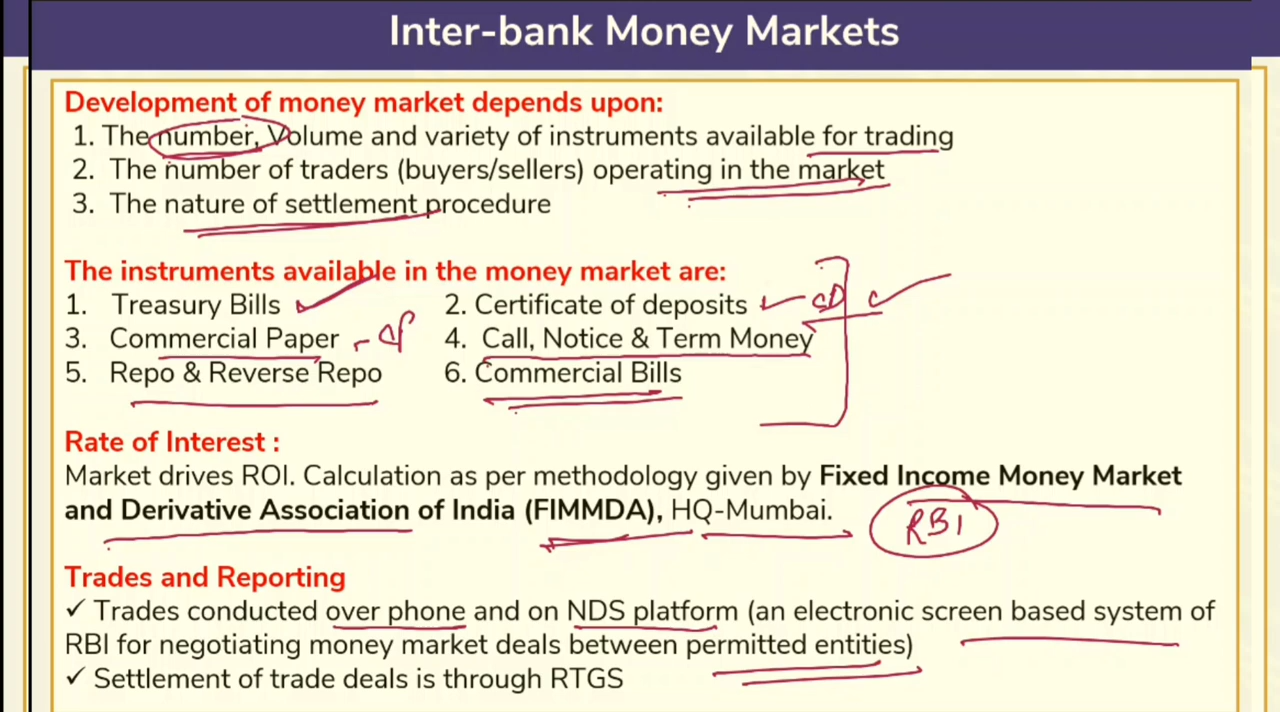 Inter-bank Money Markets
Development of money market depends upon:
1. The number, Volume and variety of instruments available for trading
2. The number of traders (buyers/sellers) operating in the market
3. The nature of settlement procedure
The instruments available in the money market are:
1. Treasury Bills 2. Certificate of deposits CD
3. Commercial Paper - CP 4. Call, Notice & Term Money
5. Repo & Reverse Repo 6. Commercial Bills
Rate of Interest :
Market drives ROI. Calculation as per methodology given by Fixed Income Money Market
and Derivative Association of India (FIMMDA), HQ-Mumbai.
RBI
Trades and Reporting
✓ Trades conducted over phone and on NDS platform (an electronic screen based system of
RBI for negotiating money market deals between permitted entities)
✓ Settlement of trade deals is through RTGS